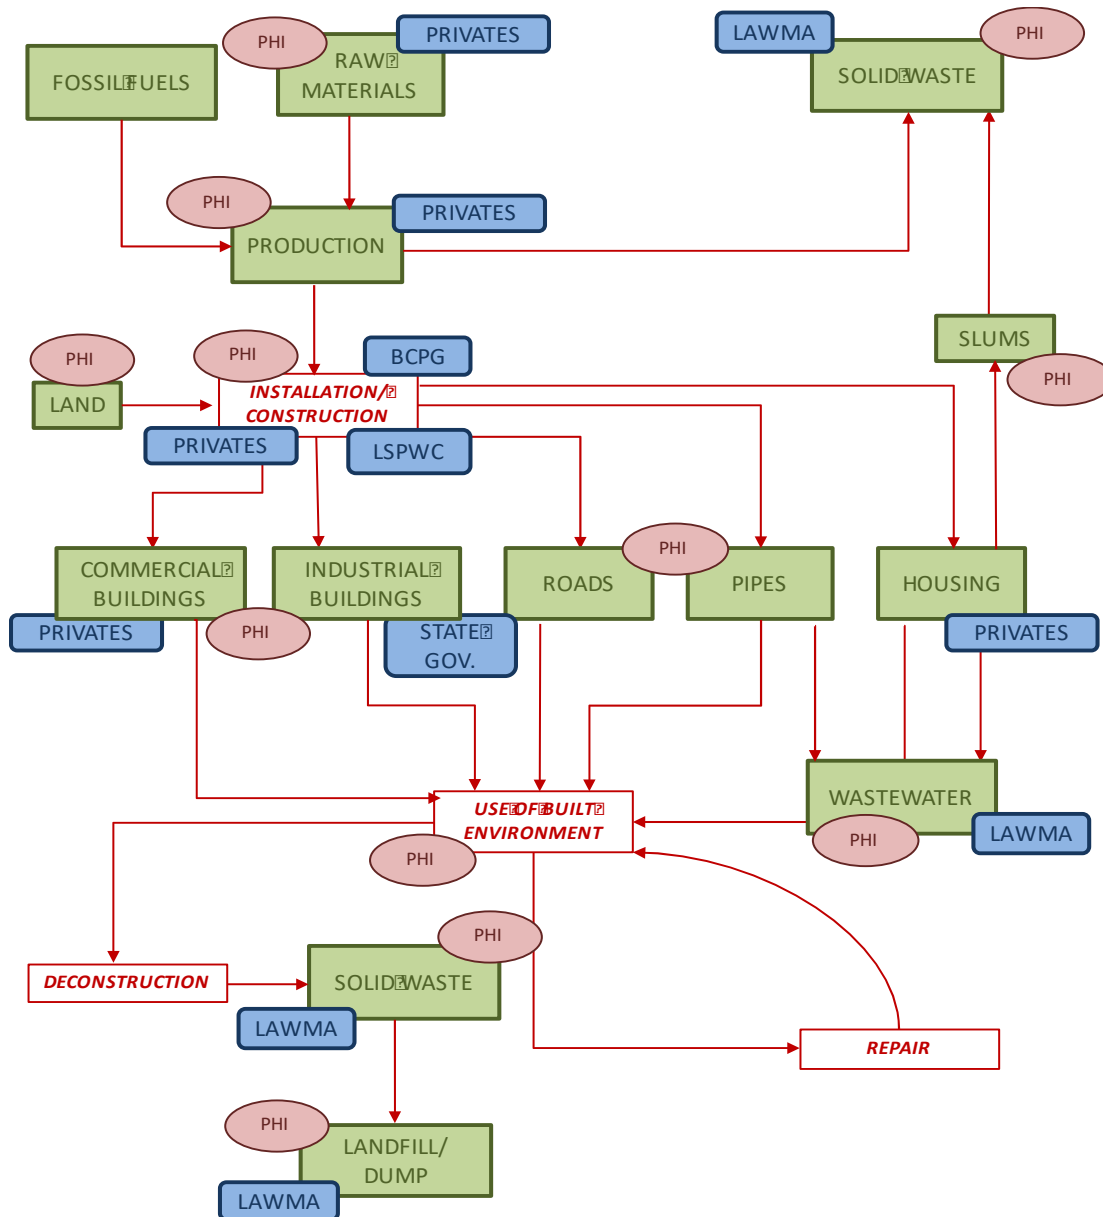 PHI
PRIVATES
RAW
MATERIALS
FOSSIL FUELS
LAWMA
PHI
SOLID WASTE
PHI
PRIVATES
PRODUCTION
SLUMS
PHI
PHI
LAND
PHI
BCPG
INSTALLATION/
CONSTRUCTION
PRIVATES
LSPWC
COMMERCIAL
BUILDINGS
PRIVATES
PHI
INDUSTRIAL
BUILDINGS
STATE
GOV.
ROADS
PHI
PIPES
HOUSING
PRIVATES
WASTEWATER
PHI
LAWMA
USE OF BUILT
ENVIRONMENT
PHI
DECONSTRUCTION
PHI
SOLID WASTE
LAWMA
REPAIR
PHI
LANDFILL/
DUMP
LAWMA